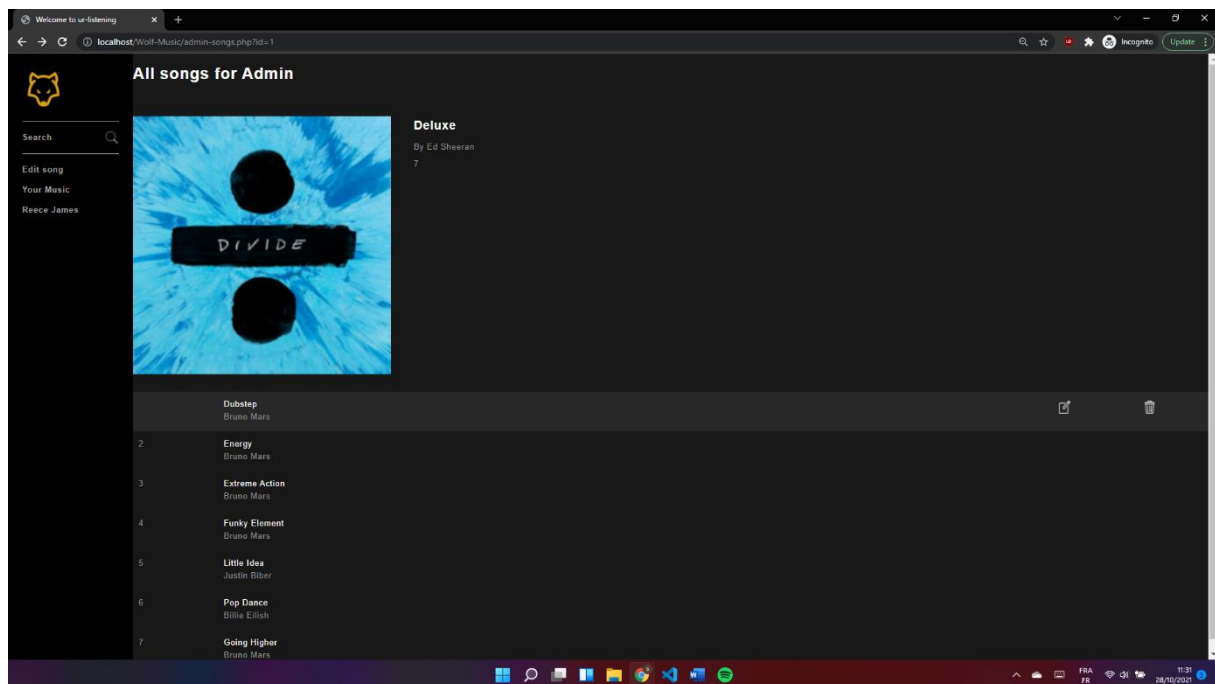 Welcome to ur-listening
localhost/Wolf-Music/admin-songs.php?id=1
Incognito
Update
All songs for Admin
Search
Edit song
Your Music
Reece James
DIVIDE
Deluxe
By Ed Sheeran
7
Dubstep
Bruno Mars
2
Energy
Bruno Mars
3
Extreme Action
Bruno Mars
4
Funky Element
Bruno Mars
5
Little Idea
Justin Biber
6
Pop Dance
Billie Eilish
7
Going Higher
Bruno Mars
FRA
FR
11:31
28/10/2021